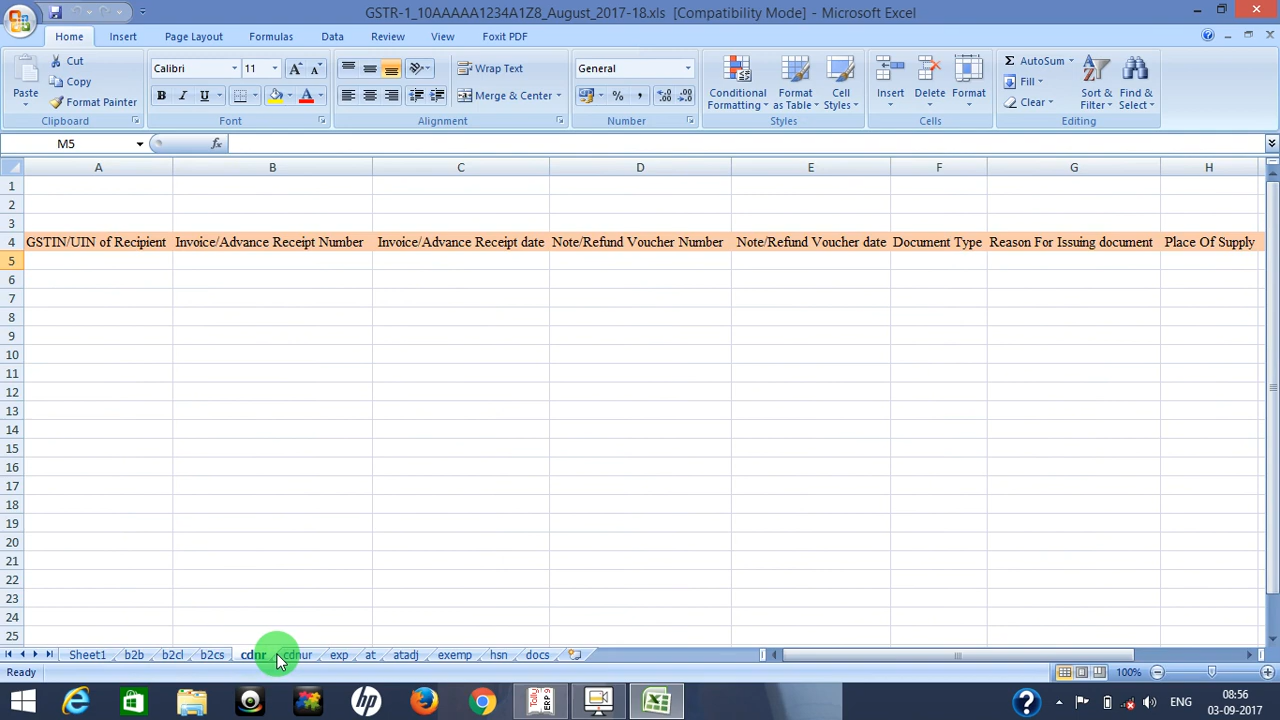 GSTR-1_10AAAAA1234A1Z8_August_2017-18.xls [Compatibility Mode] - Microsoft Excel
Home Insert Page Layout Formulas Data Review View Foxit PDF
Paste Cut Copy Format Painter Clipboard
Calibri 11 B I U A A A Font
Wrap Text Merge & Center Alignment
General % , Number
Conditional Formatting Format as Table Cell Styles Styles
Insert Delete Format Cells
Σ AutoSum Fill Clear Sort & Filter Find & Select Editing
M5 fx
A B C D E F G H
1
2
3
4 GSTIN/UIN of Recipient Invoice/Advance Receipt Number Invoice/Advance Receipt date Note/Refund Voucher Number Note/Refund Voucher date Document Type Reason For Issuing document Place Of Supply
5
6
7
8
9
10
11
12
13
14
15
16
17
18
19
20
21
22
23
24
25
Sheet1 b2b b2cl b2cs cdnr cdnur exp at atadj exemp hsn docs
Ready 100%
hp Tally ERP 9 ENG 08:56
03-09-2017